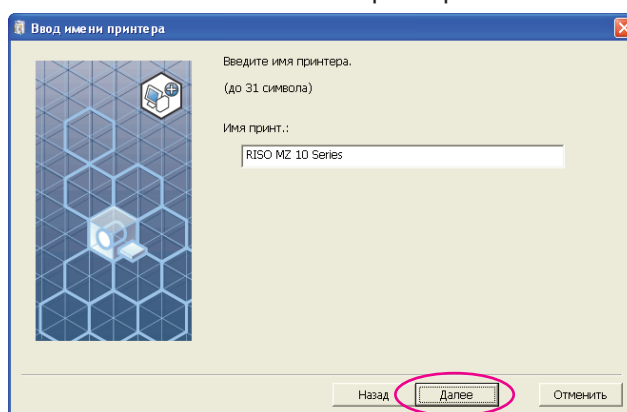 Ввод имени принтера
Введите имя принтера.
(до 31 символа)
Имя принт.:
RISO MZ 10 Series
Назад
Далее
Отменить